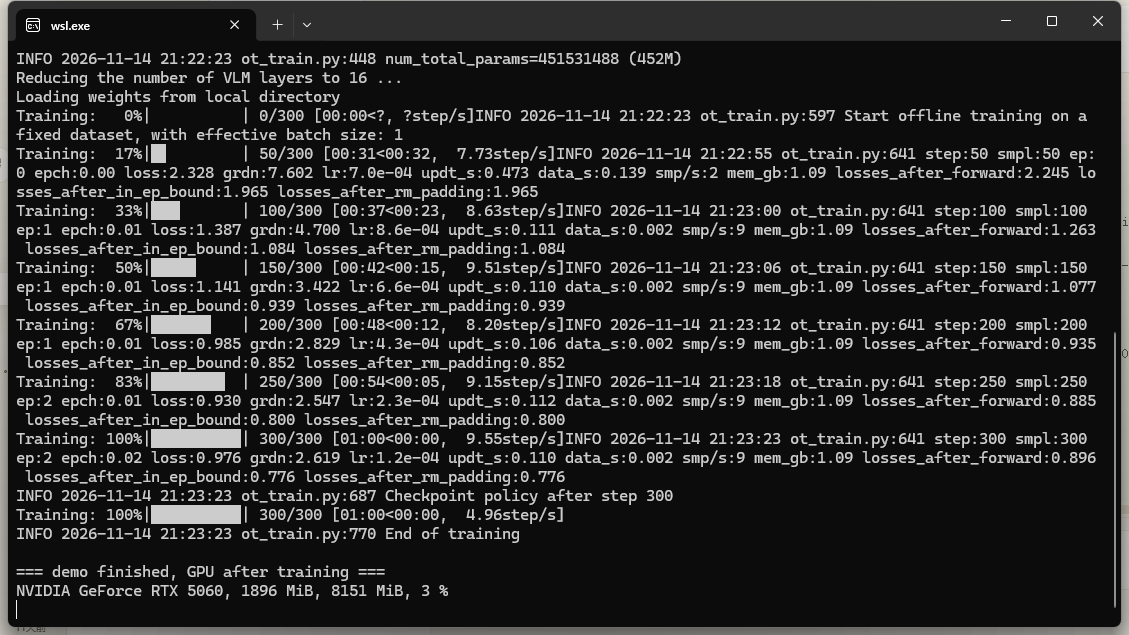 wsl.exe
INFO 2026-11-14 21:22:23 ot_train.py:448 num_total_params=451531488 (452M)
Reducing the number of VLM layers to 16 ...
Loading weights from local directory
Training:   0%|          | 0/300 [00:00<?, ?step/s]INFO 2026-11-14 21:22:23 ot_train.py:597 Start offline training on a
fixed dataset, with effective batch size: 1
Training:  17%|██        | 50/300 [00:31<00:32,  7.73step/s]INFO 2026-11-14 21:22:55 ot_train.py:641 step:50 smpl:50 ep:
0 epch:0.00 loss:2.328 grdn:7.602 lr:7.0e-04 updt_s:0.473 data_s:0.139 smp/s:2 mem_gb:1.09 losses_after_forward:2.245 lo
sses_after_in_ep_bound:1.965 losses_after_rm_padding:1.965
Training:  33%|███       | 100/300 [00:37<00:23,  8.63step/s]INFO 2026-11-14 21:23:00 ot_train.py:641 step:100 smpl:100
ep:1 epch:0.01 loss:1.387 grdn:4.700 lr:8.6e-04 updt_s:0.111 data_s:0.002 smp/s:9 mem_gb:1.09 losses_after_forward:1.263
 losses_after_in_ep_bound:1.084 losses_after_rm_padding:1.084
Training:  50%|█████     | 150/300 [00:42<00:15,  9.51step/s]INFO 2026-11-14 21:23:06 ot_train.py:641 step:150 smpl:150
ep:1 epch:0.01 loss:1.141 grdn:3.422 lr:6.6e-04 updt_s:0.110 data_s:0.002 smp/s:9 mem_gb:1.09 losses_after_forward:1.077
 losses_after_in_ep_bound:0.939 losses_after_rm_padding:0.939
Training:  67%|███████   | 200/300 [00:48<00:12,  8.20step/s]INFO 2026-11-14 21:23:12 ot_train.py:641 step:200 smpl:200
ep:1 epch:0.01 loss:0.985 grdn:2.829 lr:4.3e-04 updt_s:0.106 data_s:0.002 smp/s:9 mem_gb:1.09 losses_after_forward:0.935
 losses_after_in_ep_bound:0.852 losses_after_rm_padding:0.852
Training:  83%|████████  | 250/300 [00:54<00:05,  9.15step/s]INFO 2026-11-14 21:23:18 ot_train.py:641 step:250 smpl:250
ep:2 epch:0.01 loss:0.930 grdn:2.547 lr:2.3e-04 updt_s:0.112 data_s:0.002 smp/s:9 mem_gb:1.09 losses_after_forward:0.885
 losses_after_in_ep_bound:0.800 losses_after_rm_padding:0.800
Training: 100%|██████████| 300/300 [01:00<00:00,  9.55step/s]INFO 2026-11-14 21:23:23 ot_train.py:641 step:300 smpl:300
ep:2 epch:0.02 loss:0.976 grdn:2.619 lr:1.2e-04 updt_s:0.110 data_s:0.002 smp/s:9 mem_gb:1.09 losses_after_forward:0.896
 losses_after_in_ep_bound:0.776 losses_after_rm_padding:0.776
INFO 2026-11-14 21:23:23 ot_train.py:687 Checkpoint policy after step 300
Training: 100%|██████████| 300/300 [01:00<00:00,  4.96step/s]
INFO 2026-11-14 21:23:23 ot_train.py:770 End of training
=== demo finished, GPU after training ===
NVIDIA GeForce RTX 5060, 1896 MiB, 8151 MiB, 3 %